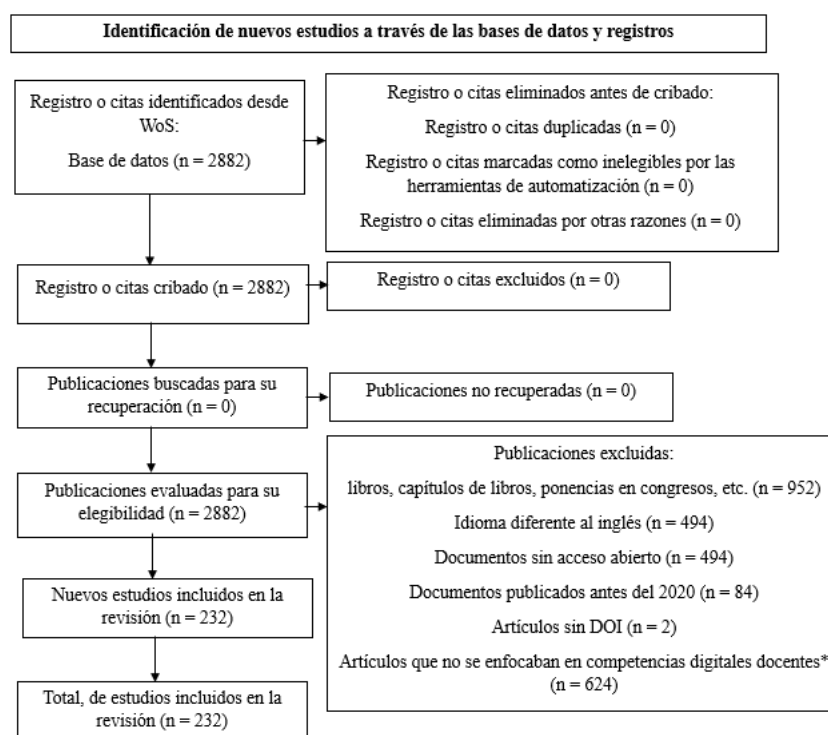 Identificación de nuevos estudios a través de las bases de datos y registros
Registro o citas identificados desde
WoS:
Base de datos (n = 2882)
Registro o citas eliminados antes de cribado:
Registro o citas duplicadas (n = 0)
Registro o citas marcadas como inelegibles por las
herramientas de automatización (n = 0)
Registro o citas eliminadas por otras razones (n = 0)
Registro o citas cribado (n = 2882)
Registro o citas excluidos (n = 0)
Publicaciones buscadas para su
recuperación (n = 0)
Publicaciones no recuperadas (n = 0)
Publicaciones evaluadas para su
elegibilidad (n = 2882)
Publicaciones excluidas:
libros, capítulos de libros, ponencias en congresos, etc. (n = 952)
Idioma diferente al inglés (n = 494)
Documentos sin acceso abierto (n = 494)
Documentos publicados antes del 2020 (n = 84)
Artículos sin DOI (n = 2)
Artículos que no se enfocaban en competencias digitales docentes*
(n = 624)
Nuevos estudios incluidos en la
revisión (n = 232)
Total, de estudios incluidos en la
revisión (n = 232)